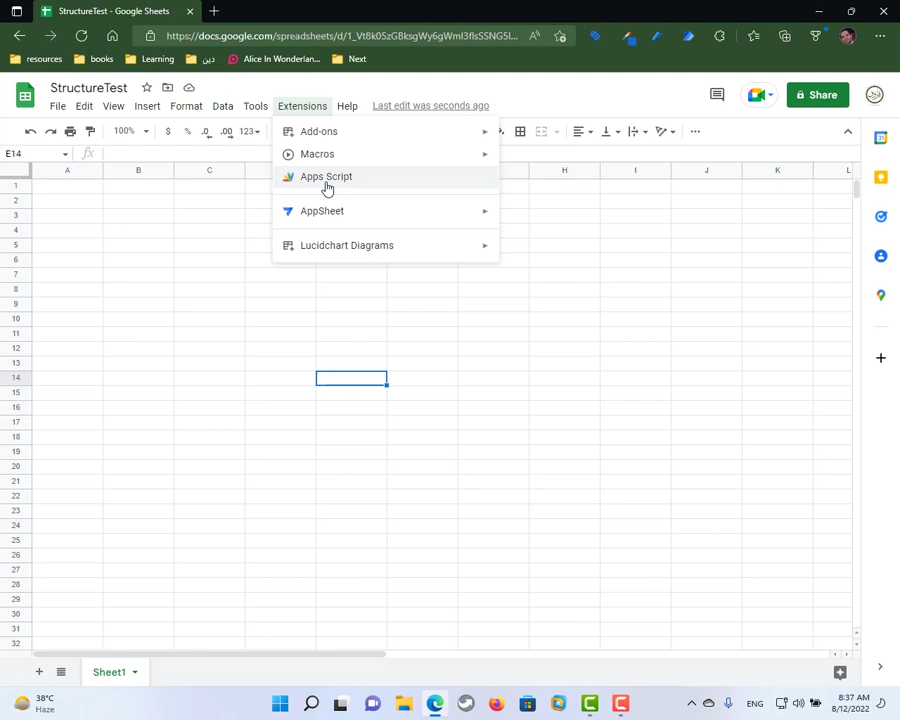 StructureTest - Google Sheets
https://docs.google.com/spreadsheets/d/1_Vt8k05zGBksgWy6gWmI3fIsSSNG5I...
resources books Learning دين Alice In Wonderlan... Next
StructureTest
File Edit View Insert Format Data Tools Extensions Help Last edit was seconds ago
Share
100% $ % .0 .00 123
E14 fx
Add-ons
Macros
Apps Script
AppSheet
Lucidchart Diagrams
A B C H I J K L
1
2
3
4
5
6
7
8
9
10
11
12
13
14
15
16
17
18
19
20
21
22
23
24
25
26
27
28
29
30
31
32
Sheet1
38°C
Haze
ENG
8:37 AM
8/12/2022